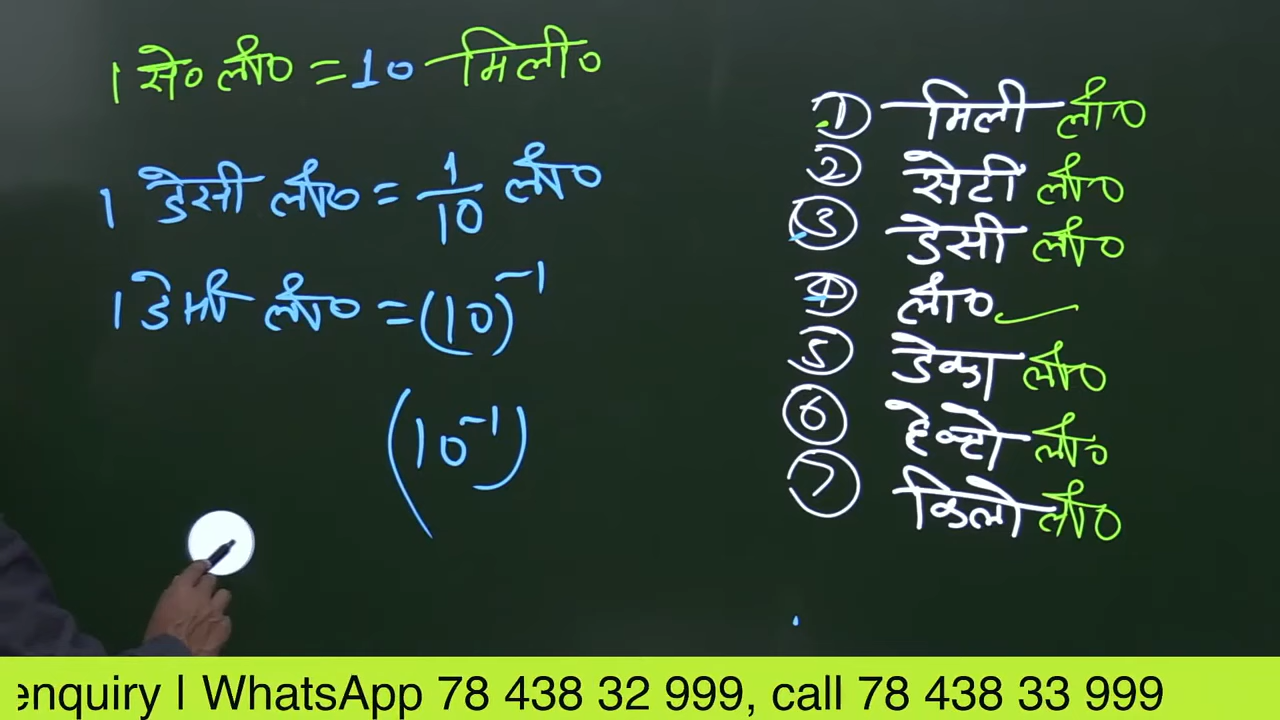 1 से० ली० = 10 मिली०
1 डेसी ली० = 1/10 ली०
1 डेसी ली० = (10)⁻¹
(10⁻¹)
① मिली ली०
② सेटीं ली०
③ डेसी ली०
④ ली०
⑤ डेका ली०
⑥ हेक्टो ली०
⑦ किलो ली०
enquiry | WhatsApp 78 438 32 999, call 78 438 33 999